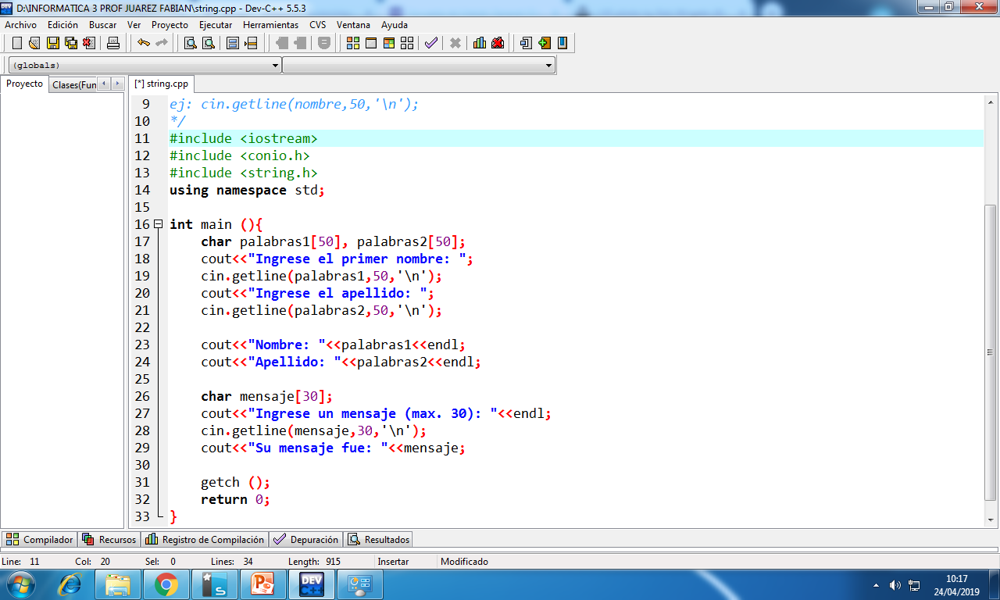 D:\INFORMATICA 3 PROF JUAREZ FABIAN\string.cpp - Dev-C++ 5.5.3
Archivo Edición Buscar Ver Proyecto Ejecutar Herramientas CVS Ventana Ayuda
(globals)
Proyecto Clases(Fun [*] string.cpp
9 ej: cin.getline(nombre,50,'\n');
10 */
11 #include <iostream>
12 #include <conio.h>
13 #include <string.h>
14 using namespace std;
15
16 int main (){
17 char palabras1[50], palabras2[50];
18 cout<<"Ingrese el primer nombre: ";
19 cin.getline(palabras1,50,'\n');
20 cout<<"Ingrese el apellido: ";
21 cin.getline(palabras2,50,'\n');
22
23 cout<<"Nombre: "<<palabras1<<endl;
24 cout<<"Apellido: "<<palabras2<<endl;
25
26 char mensaje[30];
27 cout<<"Ingrese un mensaje (max. 30): "<<endl;
28 cin.getline(mensaje,30,'\n');
29 cout<<"Su mensaje fue: "<<mensaje;
30
31 getch ();
32 return 0;
33 }
Compilador Recursos Registro de Compilación Depuración Resultados
Line: 11 Col: 20 Sel: 0 Lines: 34 Length: 915 Insertar Modificado
DEV C++
10:17
24/04/2019